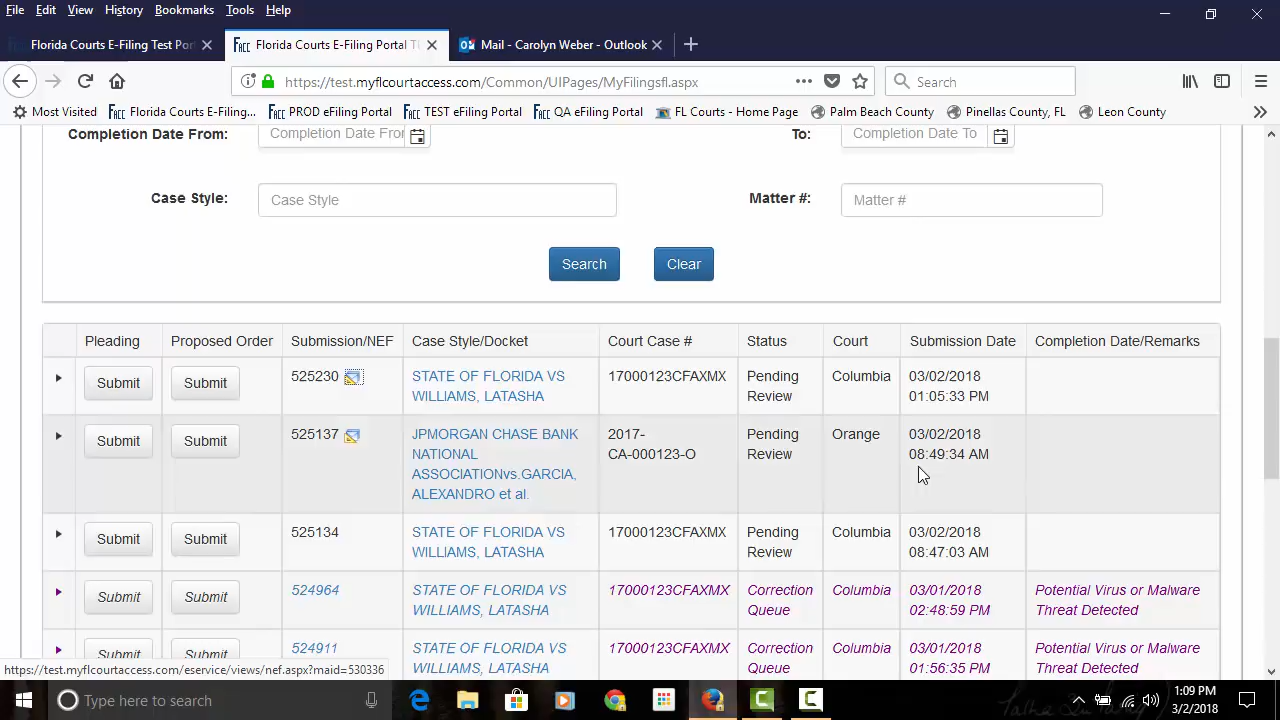 File Edit View History Bookmarks Tools Help
Florida Courts E-Filing Test Por
Florida Courts E-Filing Portal T
Mail - Carolyn Weber - Outlook
https://test.myflcourtaccess.com/Common/UIPages/MyFilingsfl.aspx
Search
Most Visited
Florida Courts E-Filing...
PROD eFiling Portal
TEST eFiling Portal
QA eFiling Portal
FL Courts - Home Page
Palm Beach County
Pinellas County, FL
Leon County
Completion Date From: Completion Date From To: Completion Date To
Case Style: Case Style Matter #: Matter #
Search Clear
Pleading Proposed Order Submission/NEF Case Style/Docket Court Case # Status Court Submission Date Completion Date/Remarks
Submit Submit 525230 STATE OF FLORIDA VS 17000123CFAXMX Pending Columbia 03/02/2018
WILLIAMS, LATASHA Review 01:05:33 PM
Submit Submit 525137 JPMORGAN CHASE BANK 2017- Pending Orange 03/02/2018
NATIONAL CA-000123-O Review 08:49:34 AM
ASSOCIATIONvs.GARCIA,
ALEXANDRO et al.
Submit Submit 525134 STATE OF FLORIDA VS 17000123CFAXMX Pending Columbia 03/02/2018
WILLIAMS, LATASHA Review 08:47:03 AM
Submit Submit 524964 STATE OF FLORIDA VS 17000123CFAXMX Correction Columbia 03/01/2018 Potential Virus or Malware
WILLIAMS, LATASHA Queue 02:48:59 PM Threat Detected
Submit Submit 524911 STATE OF FLORIDA VS 17000123CFAXMX Correction Columbia 03/01/2018 Potential Virus or Malware
WILLIAMS, LATASHA Queue 01:56:35 PM Threat Detected
https://test.myflcourtaccess.com/eservice/views/nef.aspx?maid=530336
Type here to search
1:09 PM
3/2/2018